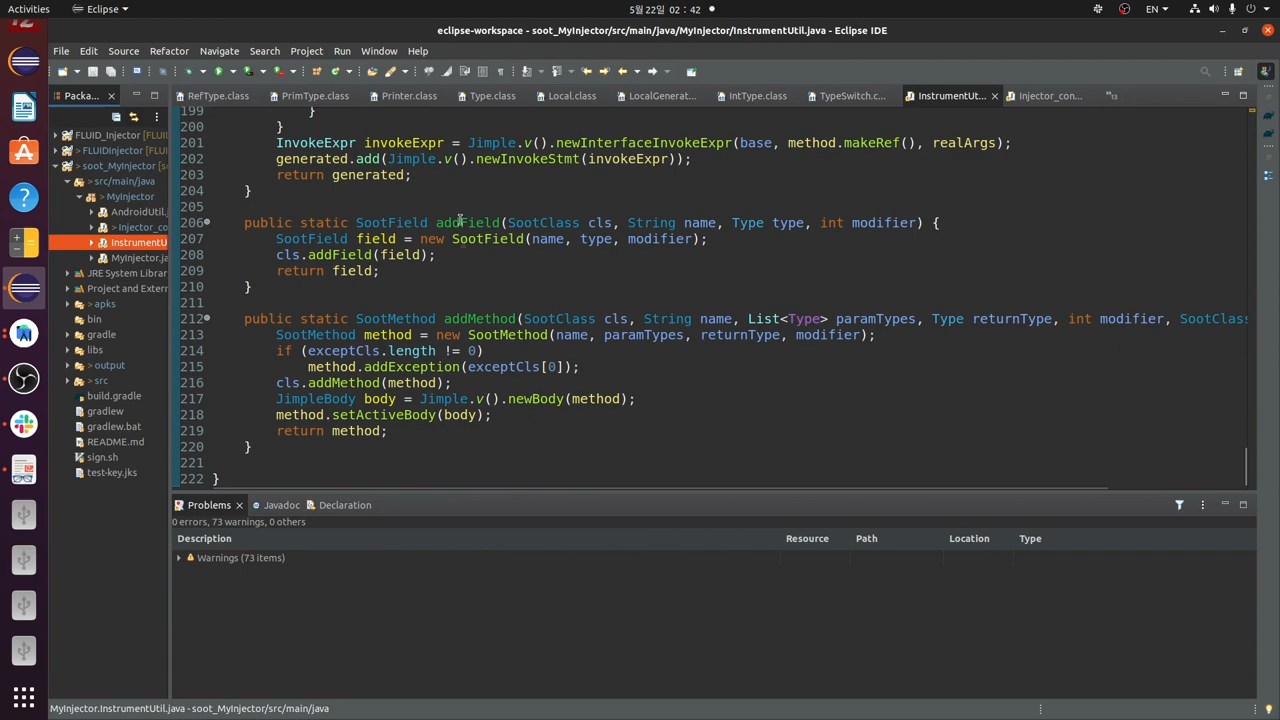 Activities
Eclipse
5월 22일 02 : 42
EN
eclipse-workspace - soot_MyInjector/src/main/java/MyInjector/InstrumentUtil.java - Eclipse IDE
File Edit Source Refactor Navigate Search Project Run Window Help
Packa...
RefType.class
PrimType.class
Printer.class
Type.class
Local.class
LocalGenerat...
IntType.class
TypeSwitch.c...
InstrumentUt...
Injector_con...
»13
FLUID_Injector [FLUI
FLUIDInjector [FLUID
soot_MyInjector [
src/main/java
MyInjector
AndroidUtil.
> Injector_co
InstrumentU
MyInjector.ja
JRE System Librar
Project and Exterr
apks
bin
gradle
libs
output
src
build.gradle
gradlew
gradlew.bat
README.md
sign.sh
test-key.jks
199 }
200 }
201 InvokeExpr invokeExpr = Jimple.v().newInterfaceInvokeExpr(base, method.makeRef(), realArgs);
202 generated.add(Jimple.v().newInvokeStmt(invokeExpr));
203 return generated;
204 }
205
206 public static SootField addField(SootClass cls, String name, Type type, int modifier) {
207 SootField field = new SootField(name, type, modifier);
208 cls.addField(field);
209 return field;
210 }
211
212 public static SootMethod addMethod(SootClass cls, String name, List<Type> paramTypes, Type returnType, int modifier, SootClass
213 SootMethod method = new SootMethod(name, paramTypes, returnType, modifier);
214 if (exceptCls.length != 0)
215 method.addException(exceptCls[0]);
216 cls.addMethod(method);
217 JimpleBody body = Jimple.v().newBody(method);
218 method.setActiveBody(body);
219 return method;
220 }
221
222 }
Problems
Javadoc
Declaration
0 errors, 73 warnings, 0 others
Description Resource Path Location Type
Warnings (73 items)
MyInjector.InstrumentUtil.java - soot_MyInjector/src/main/java